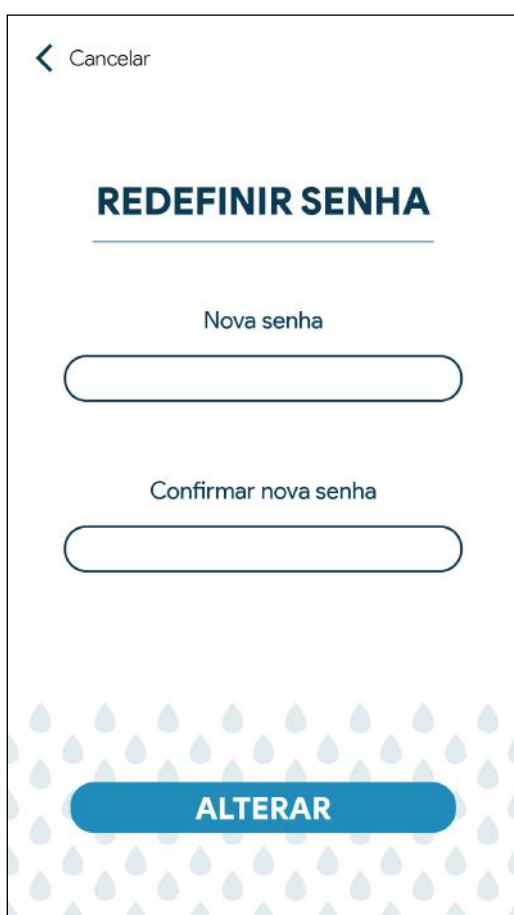 Cancelar
REDEFINIR SENHA
Nova senha
Confirmar nova senha
ALTERAR